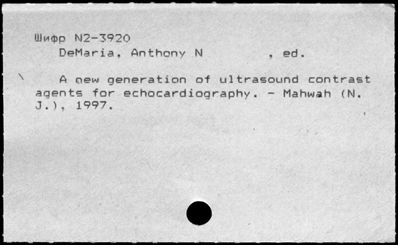 Шифр N2-3920
DeMaria, Anthony N , ed.
A new generation of ultrasound contrast
agents for echocardiography. - Mahwah (N.
J.), 1997.